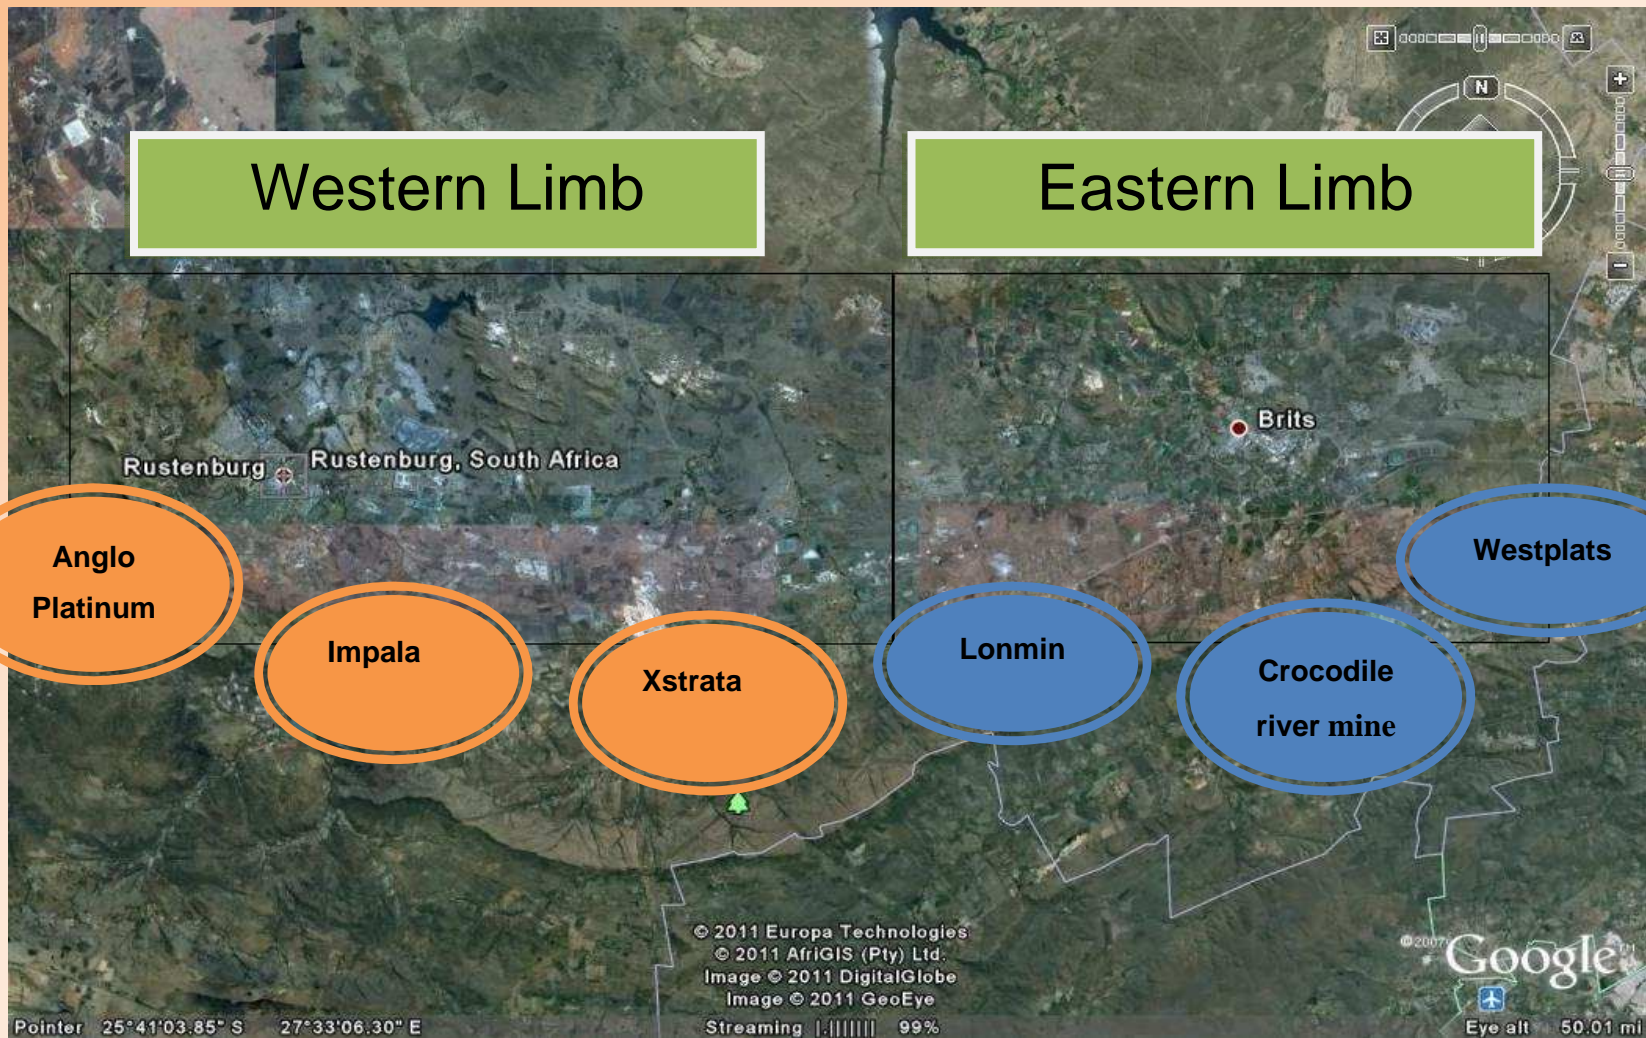 N
Western Limb
Eastern Limb
Brits
Rustenburg
Rustenburg, South Africa
Anglo
Platinum
Impala
Xstrata
Lonmin
Crocodile
river mine
Westplats
© 2011 Europa Technologies
© 2011 AfriGIS (Pty) Ltd.
Image © 2011 DigitalGlobe
Image © 2011 GeoEye
©2007 Google™
Pointer 25°41'03.85" S 27°33'06.30" E
Streaming |.||||||| 99%
Eye alt 50.01 mi